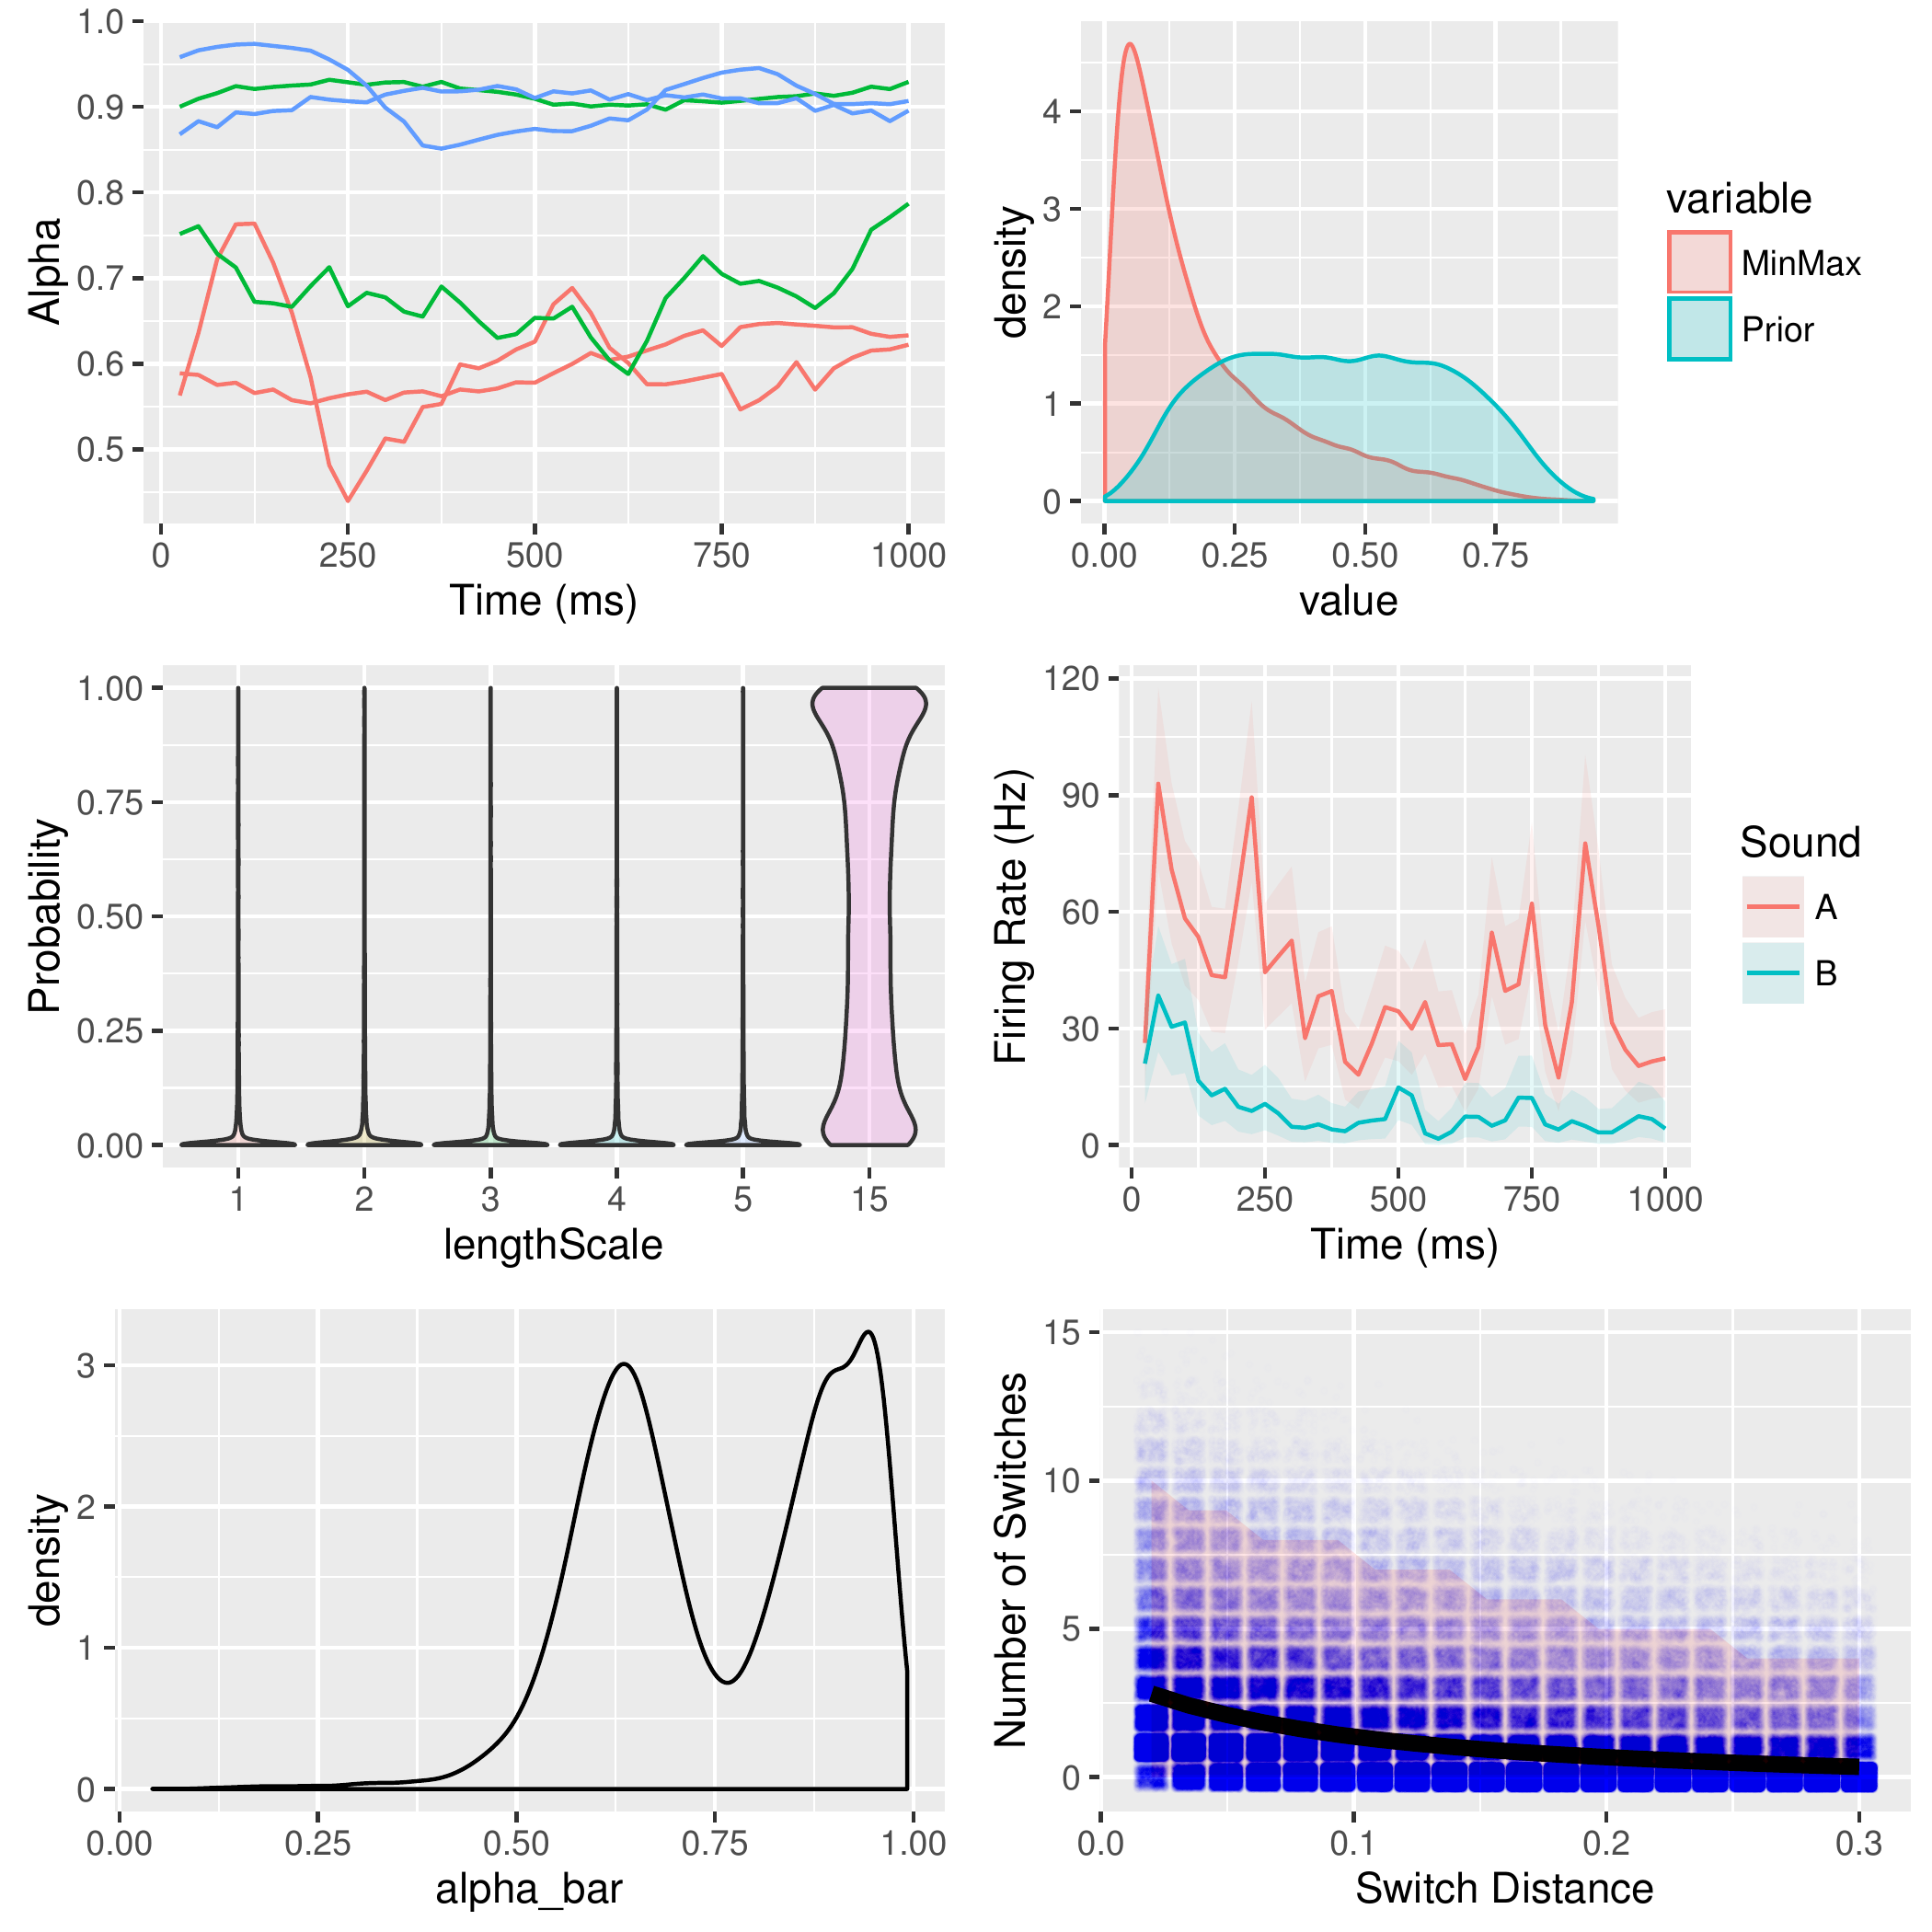 1.0
0.9
0.8
0.7
0.6
0.5
Alpha
0 250 500 750 1000
Time (ms)
4
3
2
1
0
density
0.00 0.25 0.50 0.75
value
variable
MinMax
Prior
1.00
0.75
0.50
0.25
0.00
Probability
1 2 3 4 5 15
lengthScale
120
90
60
30
0
Firing Rate (Hz)
0 250 500 750 1000
Time (ms)
Sound
A
B
3
2
1
0
density
0.00 0.25 0.50 0.75 1.00
alpha_bar
15
10
5
0
Number of Switches
0.0 0.1 0.2 0.3
Switch Distance